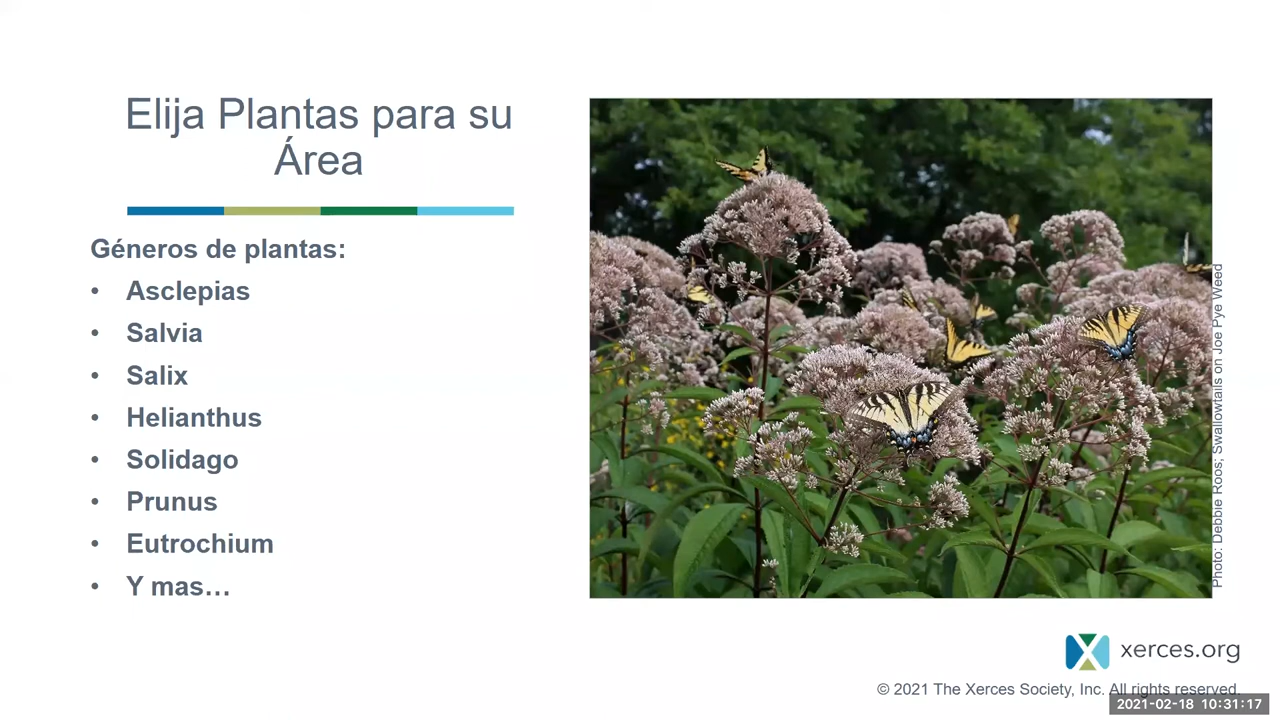 Elija Plantas para su
Área
Géneros de plantas:
• Asclepias
• Salvia
• Salix
• Helianthus
• Solidago
• Prunus
• Eutrochium
• Y mas…
Photo: Debbie Roos; Swallowtails on Joe Pye Weed
xerces.org
© 2021 The Xerces Society, Inc. All rights reserved.
2021-02-18 10:31:17